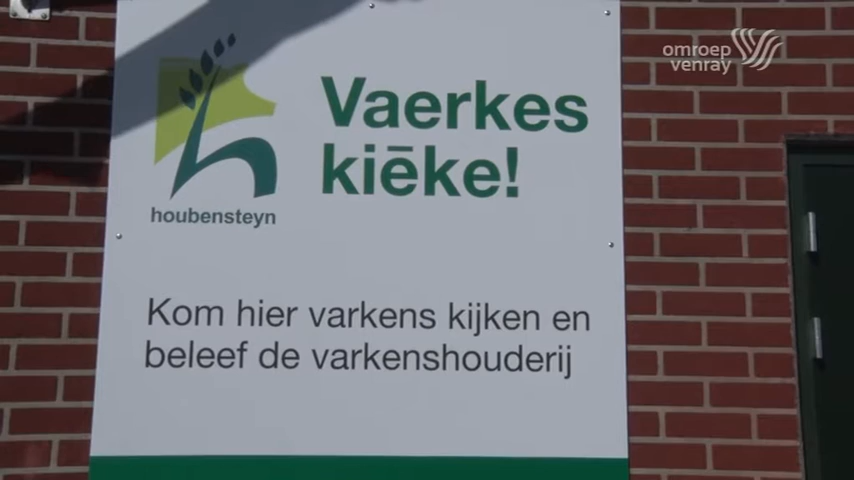 omroep
venray
Vaerkes
kiēke!
houbensteyn
Kom hier varkens kijken en
beleef de varkenshouderij